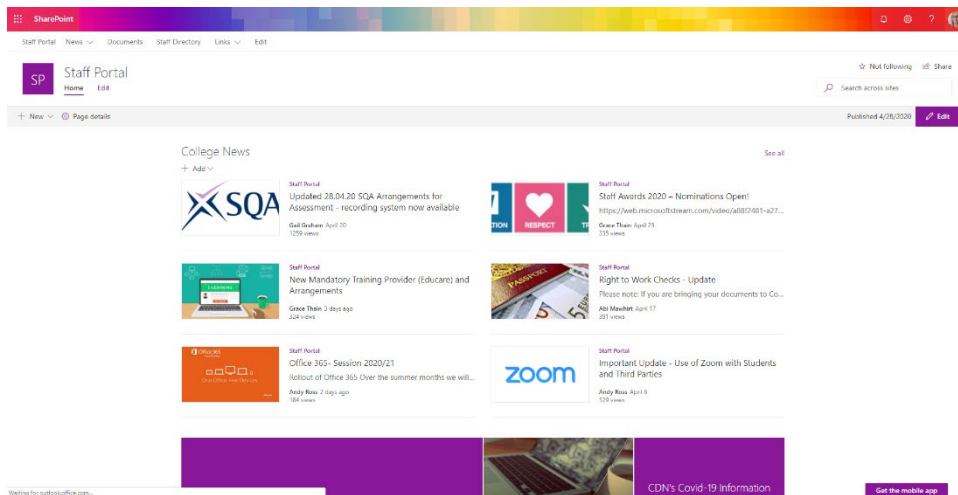 SharePoint
?
Staff Portal News Documents Staff Directory Links Edit
SP
Staff Portal
Home Edit
Not following Share
Search across sites
+ New Page details
Published 4/28/2020 Edit
College News
See all
+ Add
SQA
Staff Portal
Updated 28.04.20 SQA Arrangements for
Assessment - recording system now available
Gail Graham April 20
1259 views
RESPECT
Staff Portal
Staff Awards 2020 – Nominations Open!
Grace Thain April 23
335 views
Staff Portal
New Mandatory Training Provider (Educare) and
Arrangements
Grace Thain 3 days ago
324 views
PASSPORT
Staff Portal
Right to Work Checks - Update
Please note: If you are bringing your documents to Co...
Abi Mawhirt April 17
391 views
Office 365
Staff Portal
Office 365- Session 2020/21
Rollout of Office 365 Over the summer months we will...
Andy Ross 2 days ago
184 views
zoom
Staff Portal
Important Update - Use of Zoom with Students
and Third Parties
Andy Ross April 6
529 views
CDN's Covid-19 Information
Waiting for outlook.office.com...
Get the mobile app